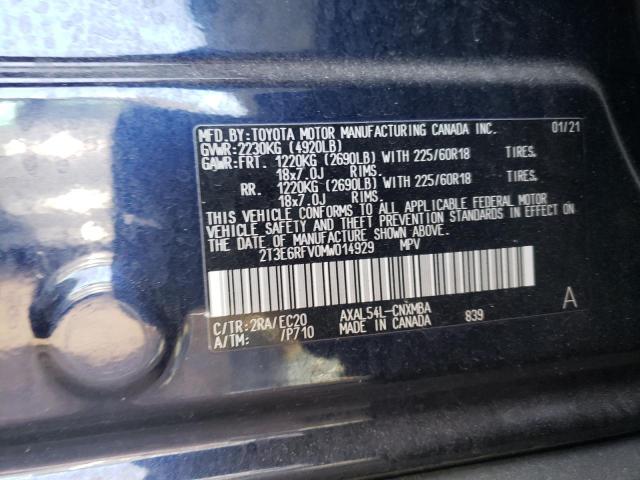 MFD.BY:TOYOTA MOTOR MANUFACTURING CANADA INC. 01/21
GVWR:2230KG (4920LB)
GAWR:FRT. 1220KG (2690LB) WITH 225/60R18 TIRES.
18x7.0J RIMS.
RR. 1220KG (2690LB) WITH 225/60R18 TIRES.
18x7.0J RIMS.
THIS VEHICLE CONFORMS TO ALL APPLICABLE FEDERAL MOTOR
VEHICLE SAFETY AND THEFT PREVENTION STANDARDS IN EFFECT
ON THE DATE OF MANUFACTURE SHOWN ABOVE.
2T3E6RFV0MW014929 MPV
C/TR:2RA/EC20 AXAL54L-CNXMBA 839 A
A/TM: /P710 MADE IN CANADA